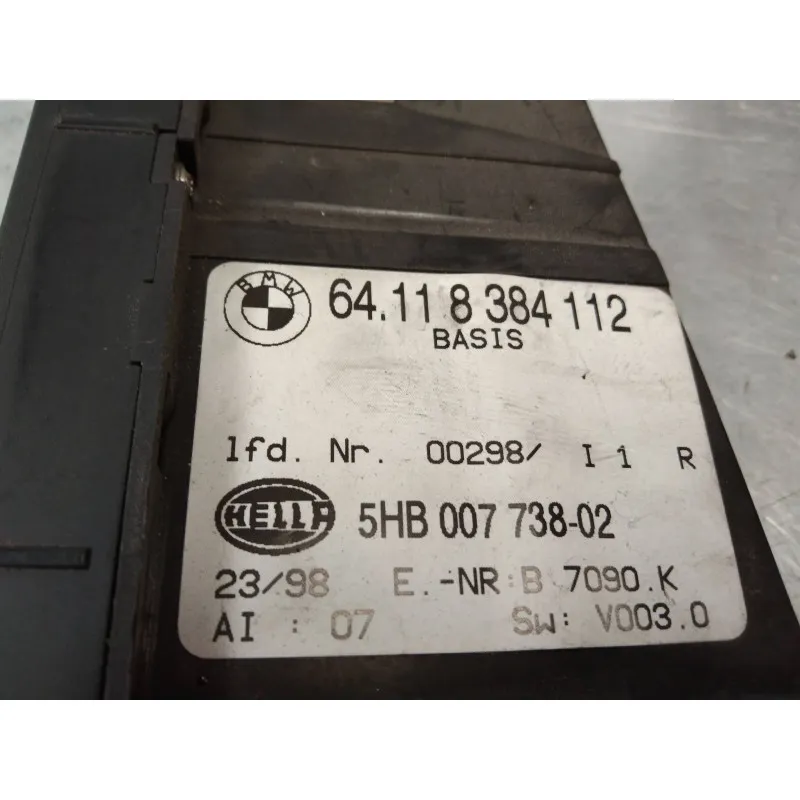 BMW
64.11 8 384 112
BASIS
lfd. Nr. 00298/ I 1 R
HELLA
5HB 007 738-02
23/98 E.-NR:B 7090.K
AI : 07 SW: V003.0